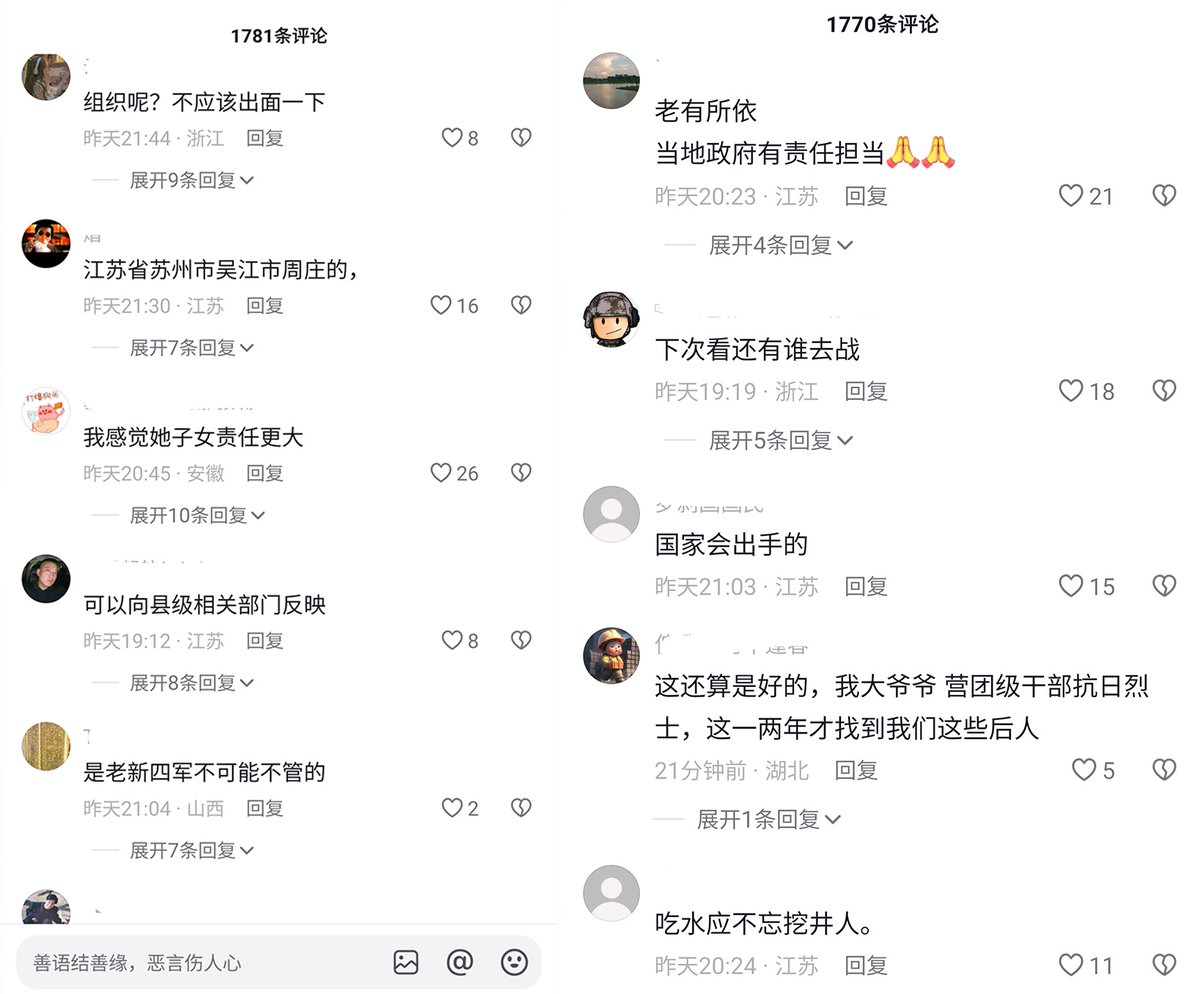 1781条评论
组织呢？不应该出面一下
昨天21:44 · 浙江 回复
8
展开9条回复
江苏省苏州市吴江市周庄的，
昨天21:30 · 江苏 回复
16
展开7条回复
打爆狗头
我感觉她子女责任更大
昨天20:45 · 安徽 回复
26
展开10条回复
可以向县级相关部门反映
昨天19:12 · 江苏 回复
8
展开8条回复
是老新四军不可能不管的
昨天21:04 · 山西 回复
2
展开7条回复
善语结善缘，恶言伤人心
1770条评论
老有所依
当地政府有责任担当🙏🙏
昨天20:23 · 江苏 回复
21
展开4条回复
下次看还有谁去战
昨天19:19 · 浙江 回复
18
展开5条回复
国家会出手的
昨天21:03 · 江苏 回复
15
这还算是好的，我大爷爷 营团级干部抗日烈
士，这一两年才找到我们这些后人
21分钟前 · 湖北 回复
5
展开1条回复
吃水应不忘挖井人。
昨天20:24 · 江苏 回复
11